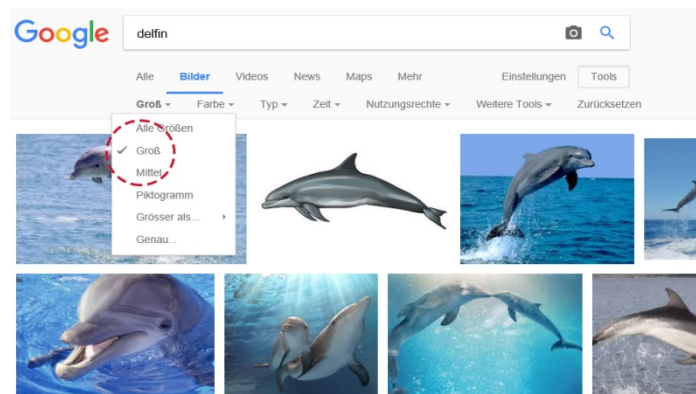 Google delfin
Alle Bilder Videos News Maps Mehr Einstellungen Tools
Groß Farbe Typ Zeit Nutzungsrechte Weitere Tools Zurücksetzen
Alle Größen
Groß
Mittel
Piktogramm
Grösser als...
Genau...